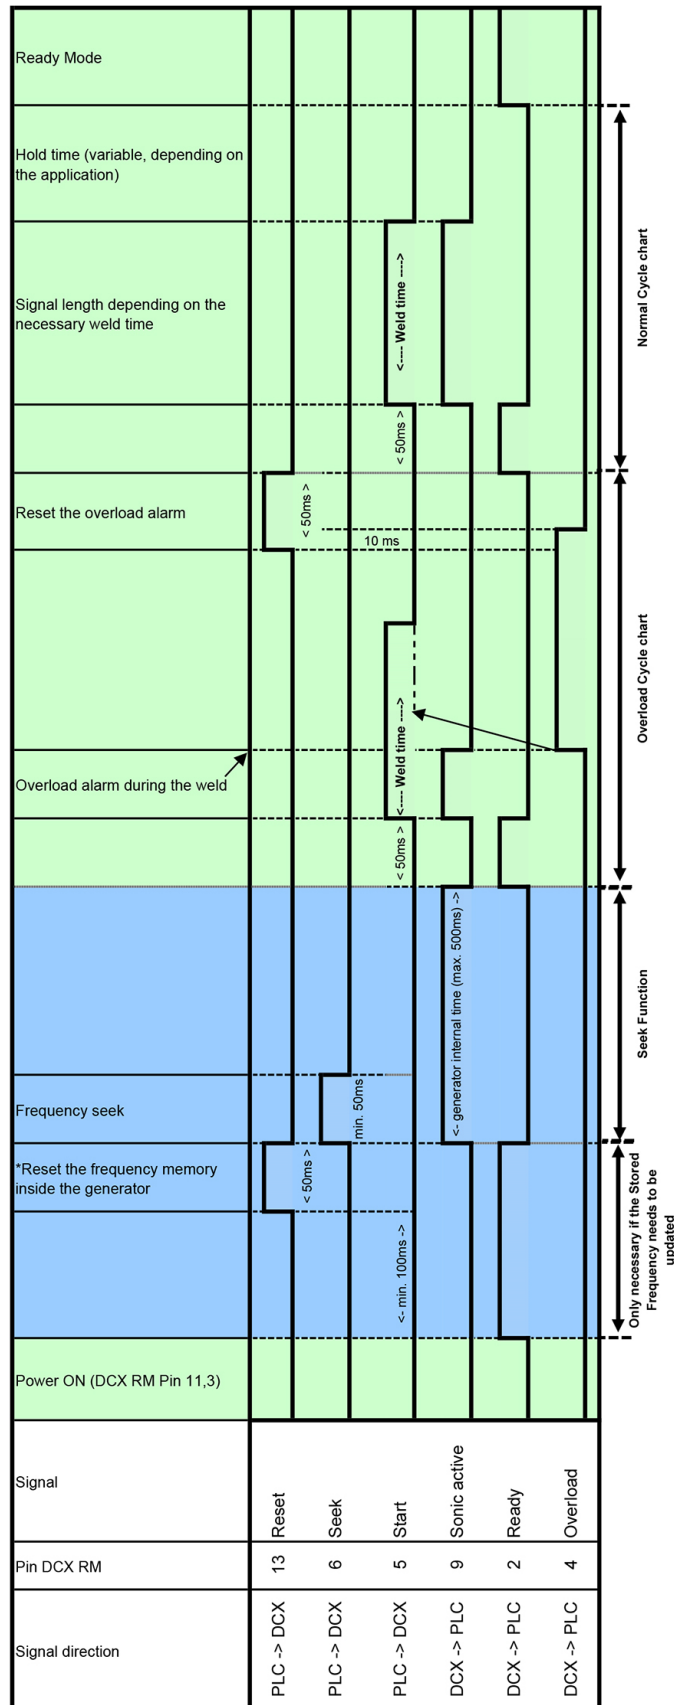 Ready Mode
Hold time (variable, depending on
the application)
Signal length depending on the
necessary weld time
<---- Weld time ---->
Normal Cycle chart
< 50ms >
Reset the overload alarm
< 50ms >
10 ms
Overload Cycle chart
<---- Weld time ---->
Overload alarm during the weld
< 50ms >
<- generator internal time (max. 500ms) ->
Seek Function
Frequency seek
min. 50ms
*Reset the frequency memory
inside the generator
< 50ms >
<- min. 100ms ->
Only necessary if the Stored
Frequency needs to be
updated
Power ON (DCX RM Pin 11,3)
Signal
Reset
Seek
Start
Sonic active
Ready
Overload
Pin DCX RM
13
6
5
9
2
4
Signal direction
PLC -> DCX
PLC -> DCX
PLC -> DCX
DCX -> PLC
DCX -> PLC
DCX -> PLC